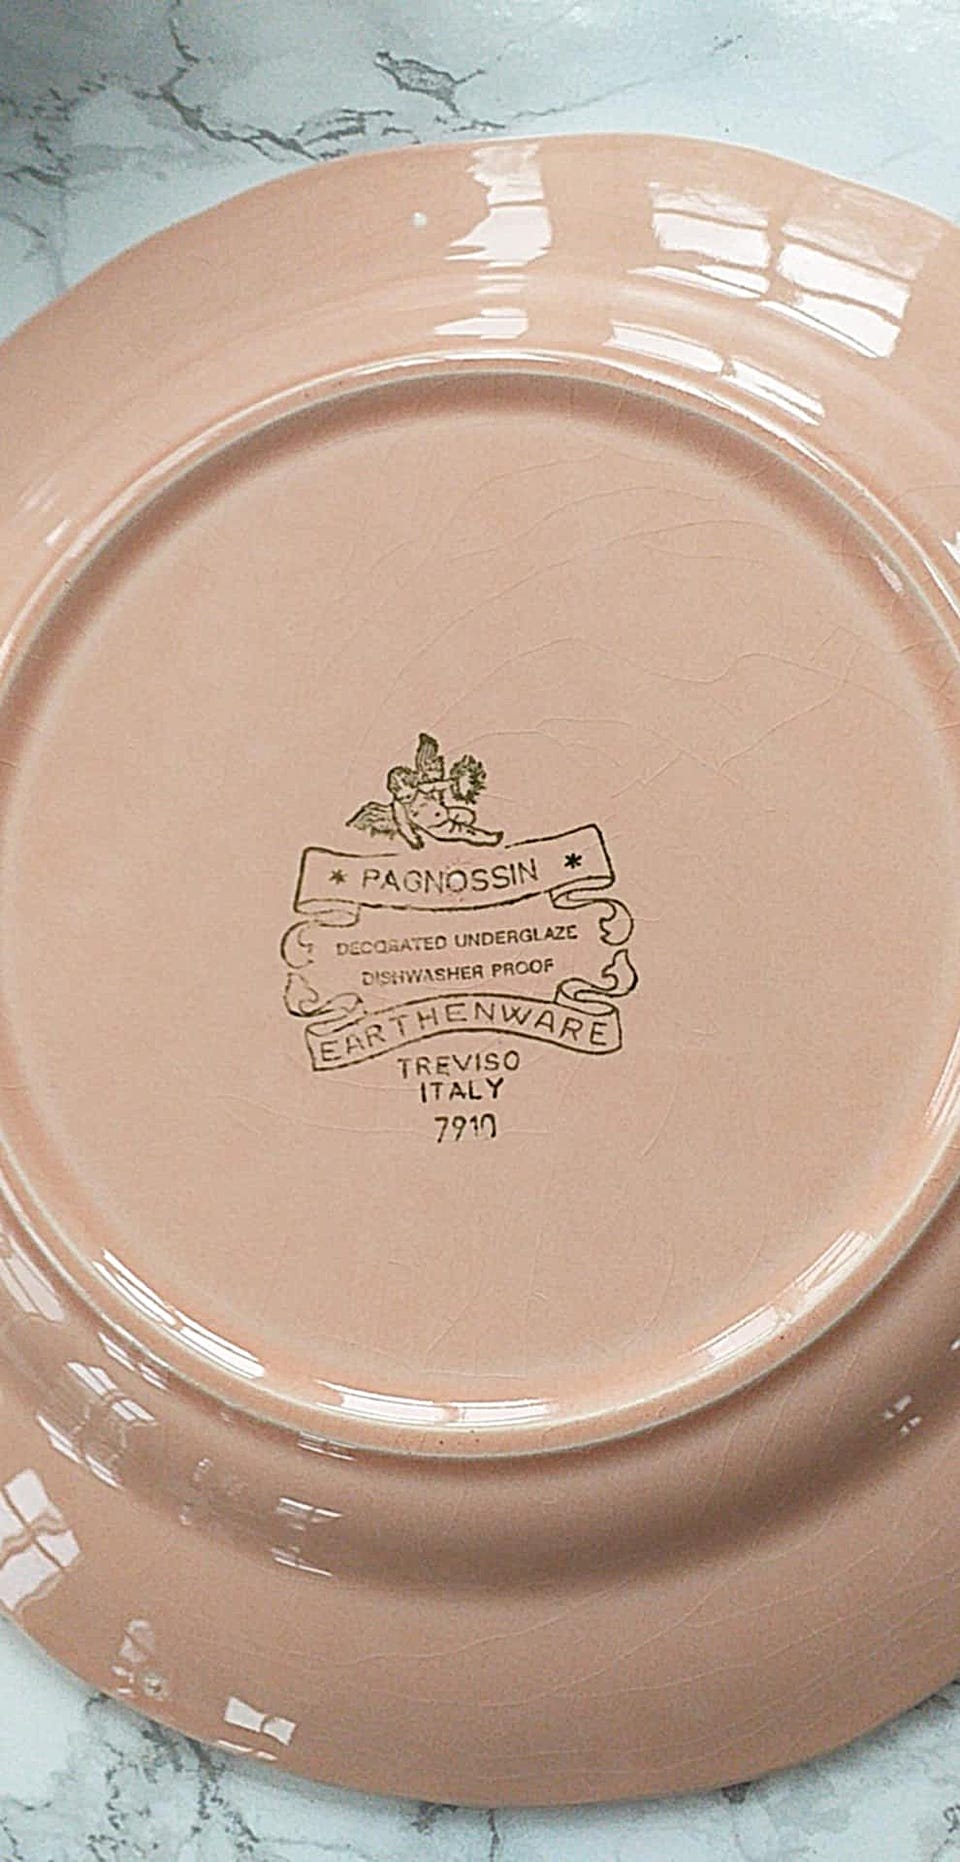 * PAGNOSSIN *
DECORATED UNDERGLAZE
DISHWASHER PROOF
EARTHENWARE
TREVISO
ITALY
7910